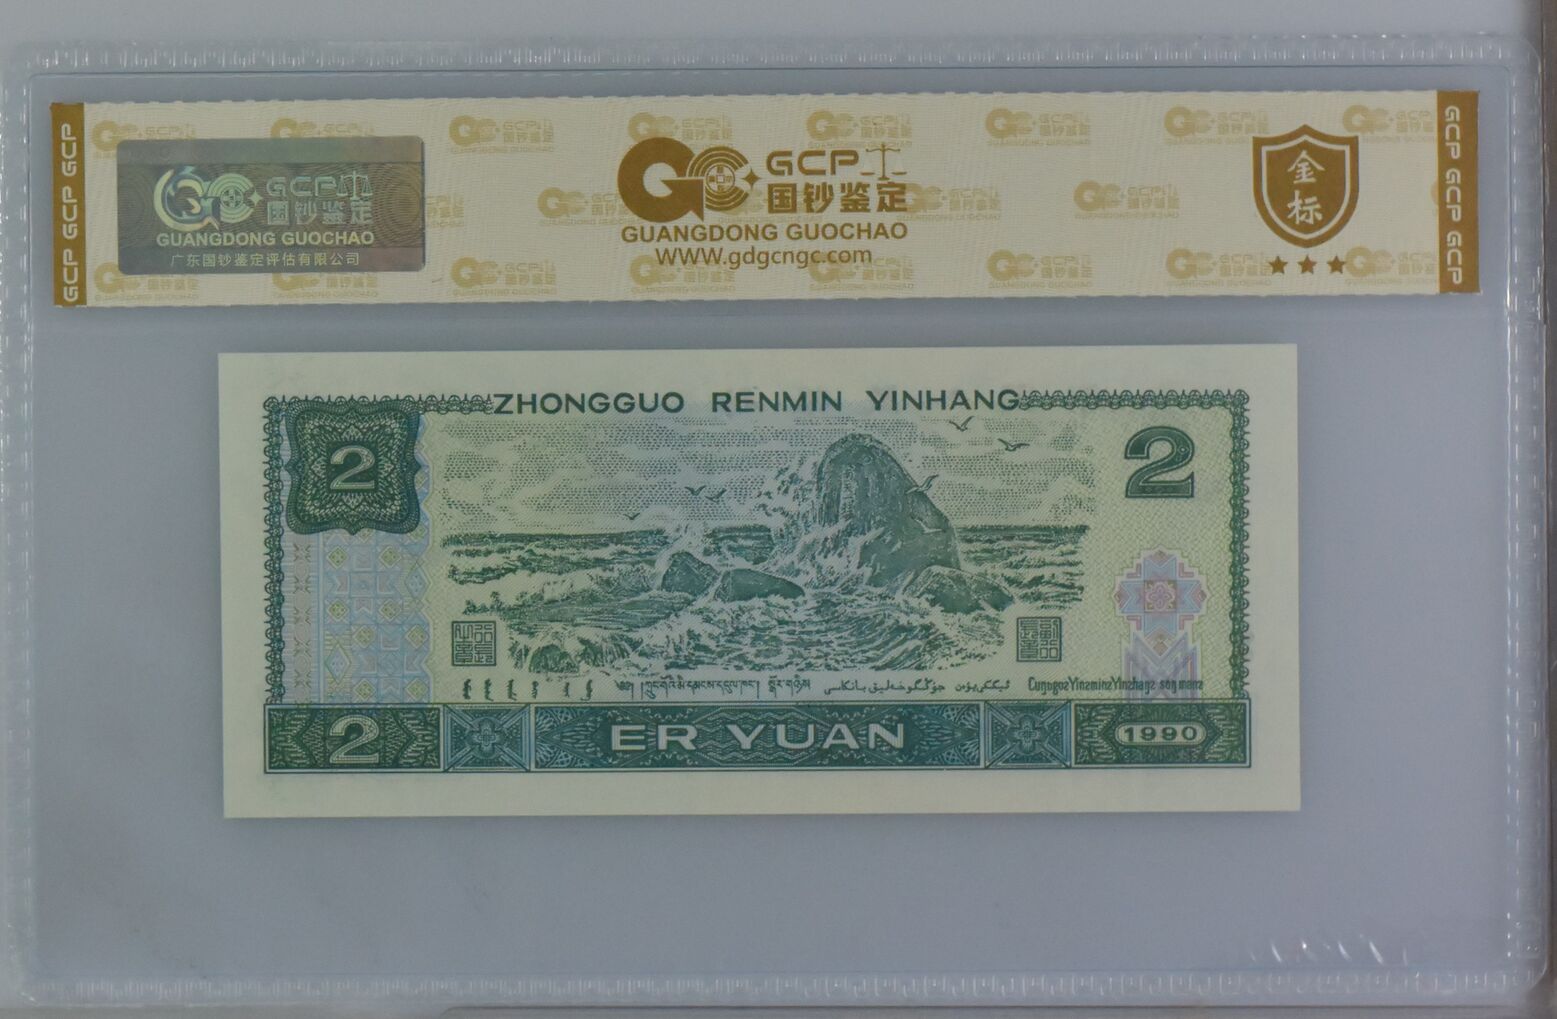 GCP GCP GCP
GCP
国钞鉴定
GUANGDONG GUOCHAO
广东国钞鉴定评估有限公司
GCP
国钞鉴定
GUANGDONG GUOCHAO
WWW.gdgcngc.com
金标
GCP GCP GCP
ZHONGGUO RENMIN YINHANG
2
2
2
ER YUAN
1990